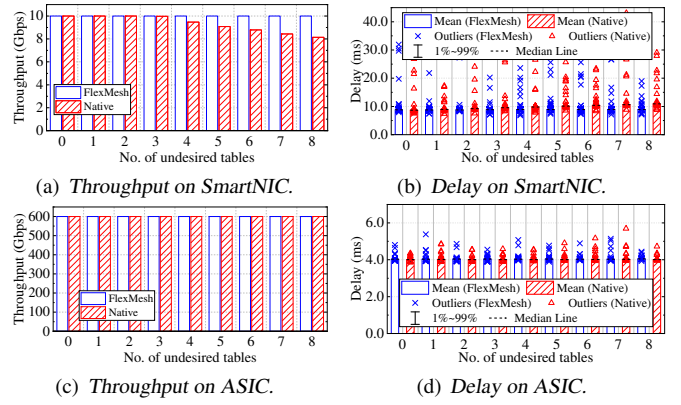 Throughput (Gbps)
10
8
6
4
2
0
FlexMesh
Native
0 1 2 3 4 5 6 7 8
No. of undesired tables
(a) Throughput on SmartNIC.
Delay (ms)
40.0
30.0
20.0
10.0
Mean (FlexMesh) Mean (Native)
Outliers (FlexMesh) Outliers (Native)
1%~99% Median Line
0 1 2 3 4 5 6 7 8
No. of undesired tables
(b) Delay on SmartNIC.
Throughput (Gbps)
600
500
400
300
200
100
0
FlexMesh
Native
0 1 2 3 4 5 6 7 8
No. of undesired tables
(c) Throughput on ASIC.
Delay (ms)
6.0
4.0
2.0
0.0
Mean (FlexMesh) Mean (Native)
Outliers (FlexMesh) Outliers (Native)
1%~99% Median Line
0 1 2 3 4 5 6 7 8
No. of undesired tables
(d) Delay on ASIC.